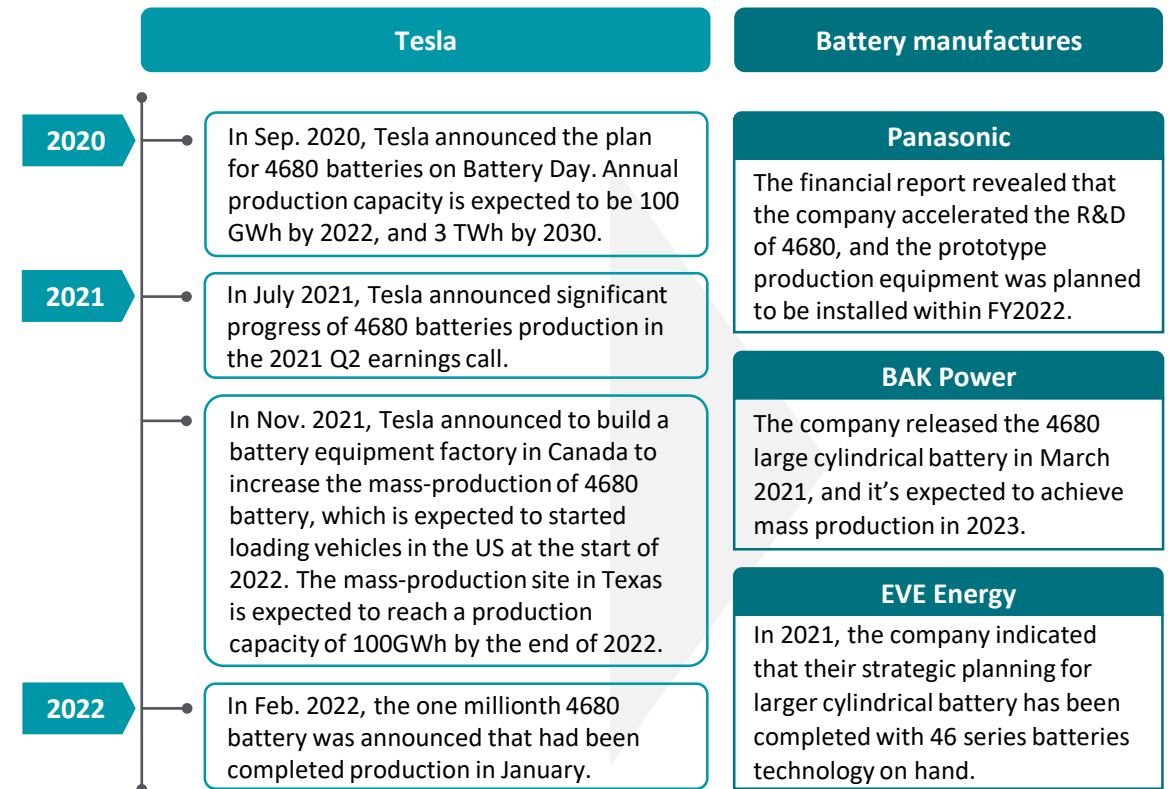 Tesla
Battery manufactures
2020
In Sep. 2020, Tesla announced the plan
for 4680 batteries on Battery Day. Annual
production capacity is expected to be 100
GWh by 2022, and 3 TWh by 2030.
2021
In July 2021, Tesla announced significant
progress of 4680 batteries production in
the 2021 Q2 earnings call.
In Nov. 2021, Tesla announced to build a
battery equipment factory in Canada to
increase the mass-production of 4680
battery, which is expected to started
loading vehicles in the US at the start of
2022. The mass-production site in Texas
is expected to reach a production
capacity of 100GWh by the end of 2022.
2022
In Feb. 2022, the one millionth 4680
battery was announced that had been
completed production in January.
Panasonic
The financial report revealed that
the company accelerated the R&D
of 4680, and the prototype
production equipment was planned
to be installed within FY2022.
BAK Power
The company released the 4680
large cylindrical battery in March
2021, and it’s expected to achieve
mass production in 2023.
EVE Energy
In 2021, the company indicated
that their strategic planning for
larger cylindrical battery has been
completed with 46 series batteries
technology on hand.